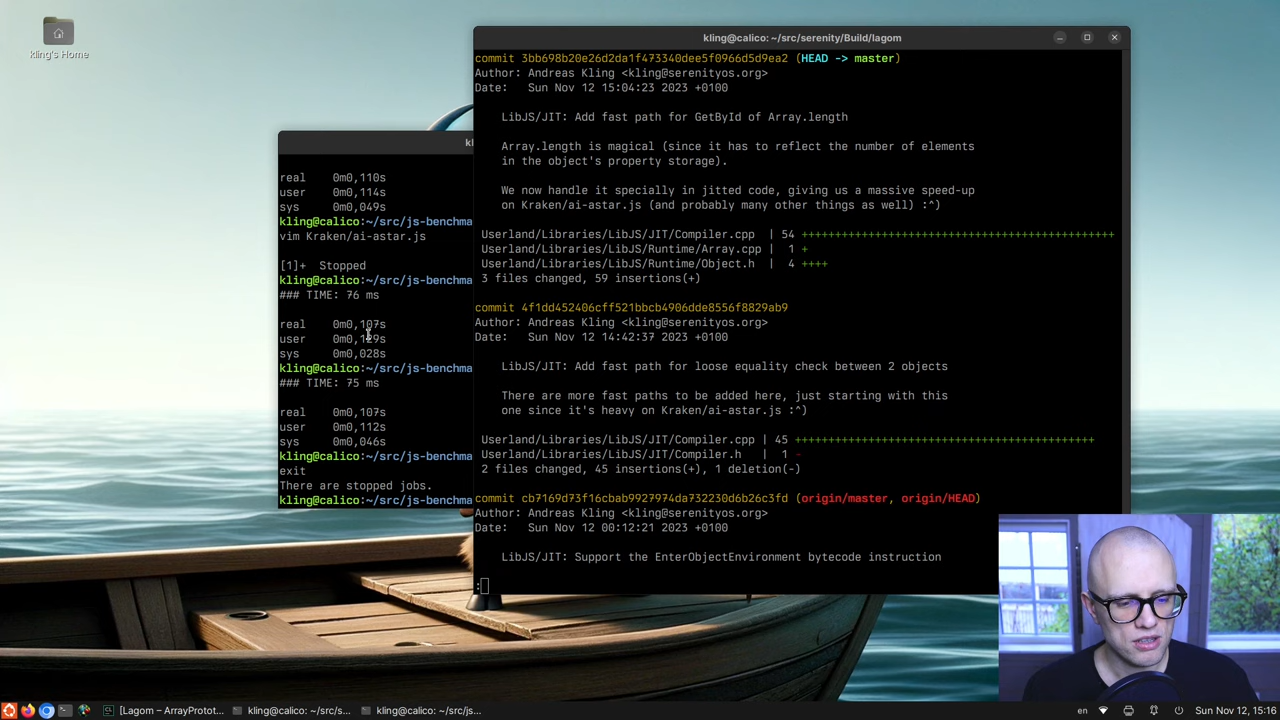 kling's Home
kling@calico: ~/src/serenity/Build/lagom
commit 3bb698b20e26d2da1f473340dee5f0966d5d9ea2 (HEAD -> master)
Author: Andreas Kling <kling@serenityos.org>
Date:   Sun Nov 12 15:04:23 2023 +0100
LibJS/JIT: Add fast path for GetById of Array.length
Array.length is magical (since it has to reflect the number of elements
in the object's property storage).
We now handle it specially in jitted code, giving us a massive speed-up
on Kraken/ai-astar.js (and probably many other things as well) :^)
Userland/Libraries/LibJS/JIT/Compiler.cpp  | 54 ++++++++++++++++++++++++++++++++++++++++++++++++
Userland/Libraries/LibJS/Runtime/Array.cpp |  1 +
Userland/Libraries/LibJS/Runtime/Object.h  |  4 ++++
3 files changed, 59 insertions(+)
commit 4f1dd452406cff521bbcb4906dde8556f8829ab9
Author: Andreas Kling <kling@serenityos.org>
Date:   Sun Nov 12 14:42:37 2023 +0100
LibJS/JIT: Add fast path for loose equality check between 2 objects
There are more fast paths to be added here, just starting with this
one since it's heavy on Kraken/ai-astar.js :^)
Userland/Libraries/LibJS/JIT/Compiler.cpp | 45 +++++++++++++++++++++++++++++++++++++++++++++
Userland/Libraries/LibJS/JIT/Compiler.h   |  1 -
2 files changed, 45 insertions(+), 1 deletion(-)
commit cb7169d73f16cbab9927974da732230d6b26c3fd (origin/master, origin/HEAD)
Author: Andreas Kling <kling@serenityos.org>
Date:   Sun Nov 12 00:12:21 2023 +0100
LibJS/JIT: Support the EnterObjectEnvironment bytecode instruction
:
kl
real    0m0,110s
user    0m0,114s
sys     0m0,049s
kling@calico:~/src/js-benchma
vim Kraken/ai-astar.js
[1]+  Stopped
kling@calico:~/src/js-benchma
### TIME: 76 ms
real    0m0,107s
user    0m0,129s
sys     0m0,028s
kling@calico:~/src/js-benchma
### TIME: 75 ms
real    0m0,107s
user    0m0,112s
sys     0m0,046s
kling@calico:~/src/js-benchma
exit
There are stopped jobs.
kling@calico:~/src/js-benchma
[Lagom – ArrayProtot...
kling@calico: ~/src/s...
kling@calico: ~/src/js...
en
Sun Nov 12, 15:16